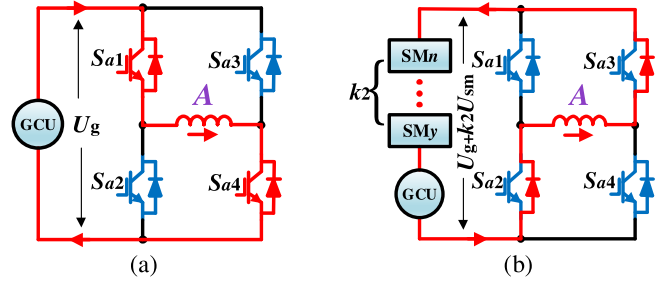 Sa1
Sa3
A
GCU
Ug
Sa2
Sa4
(a)
SMn
k2
SMy
GCU
Ug+k2Usm
Sa1
Sa3
A
Sa2
Sa4
(b)